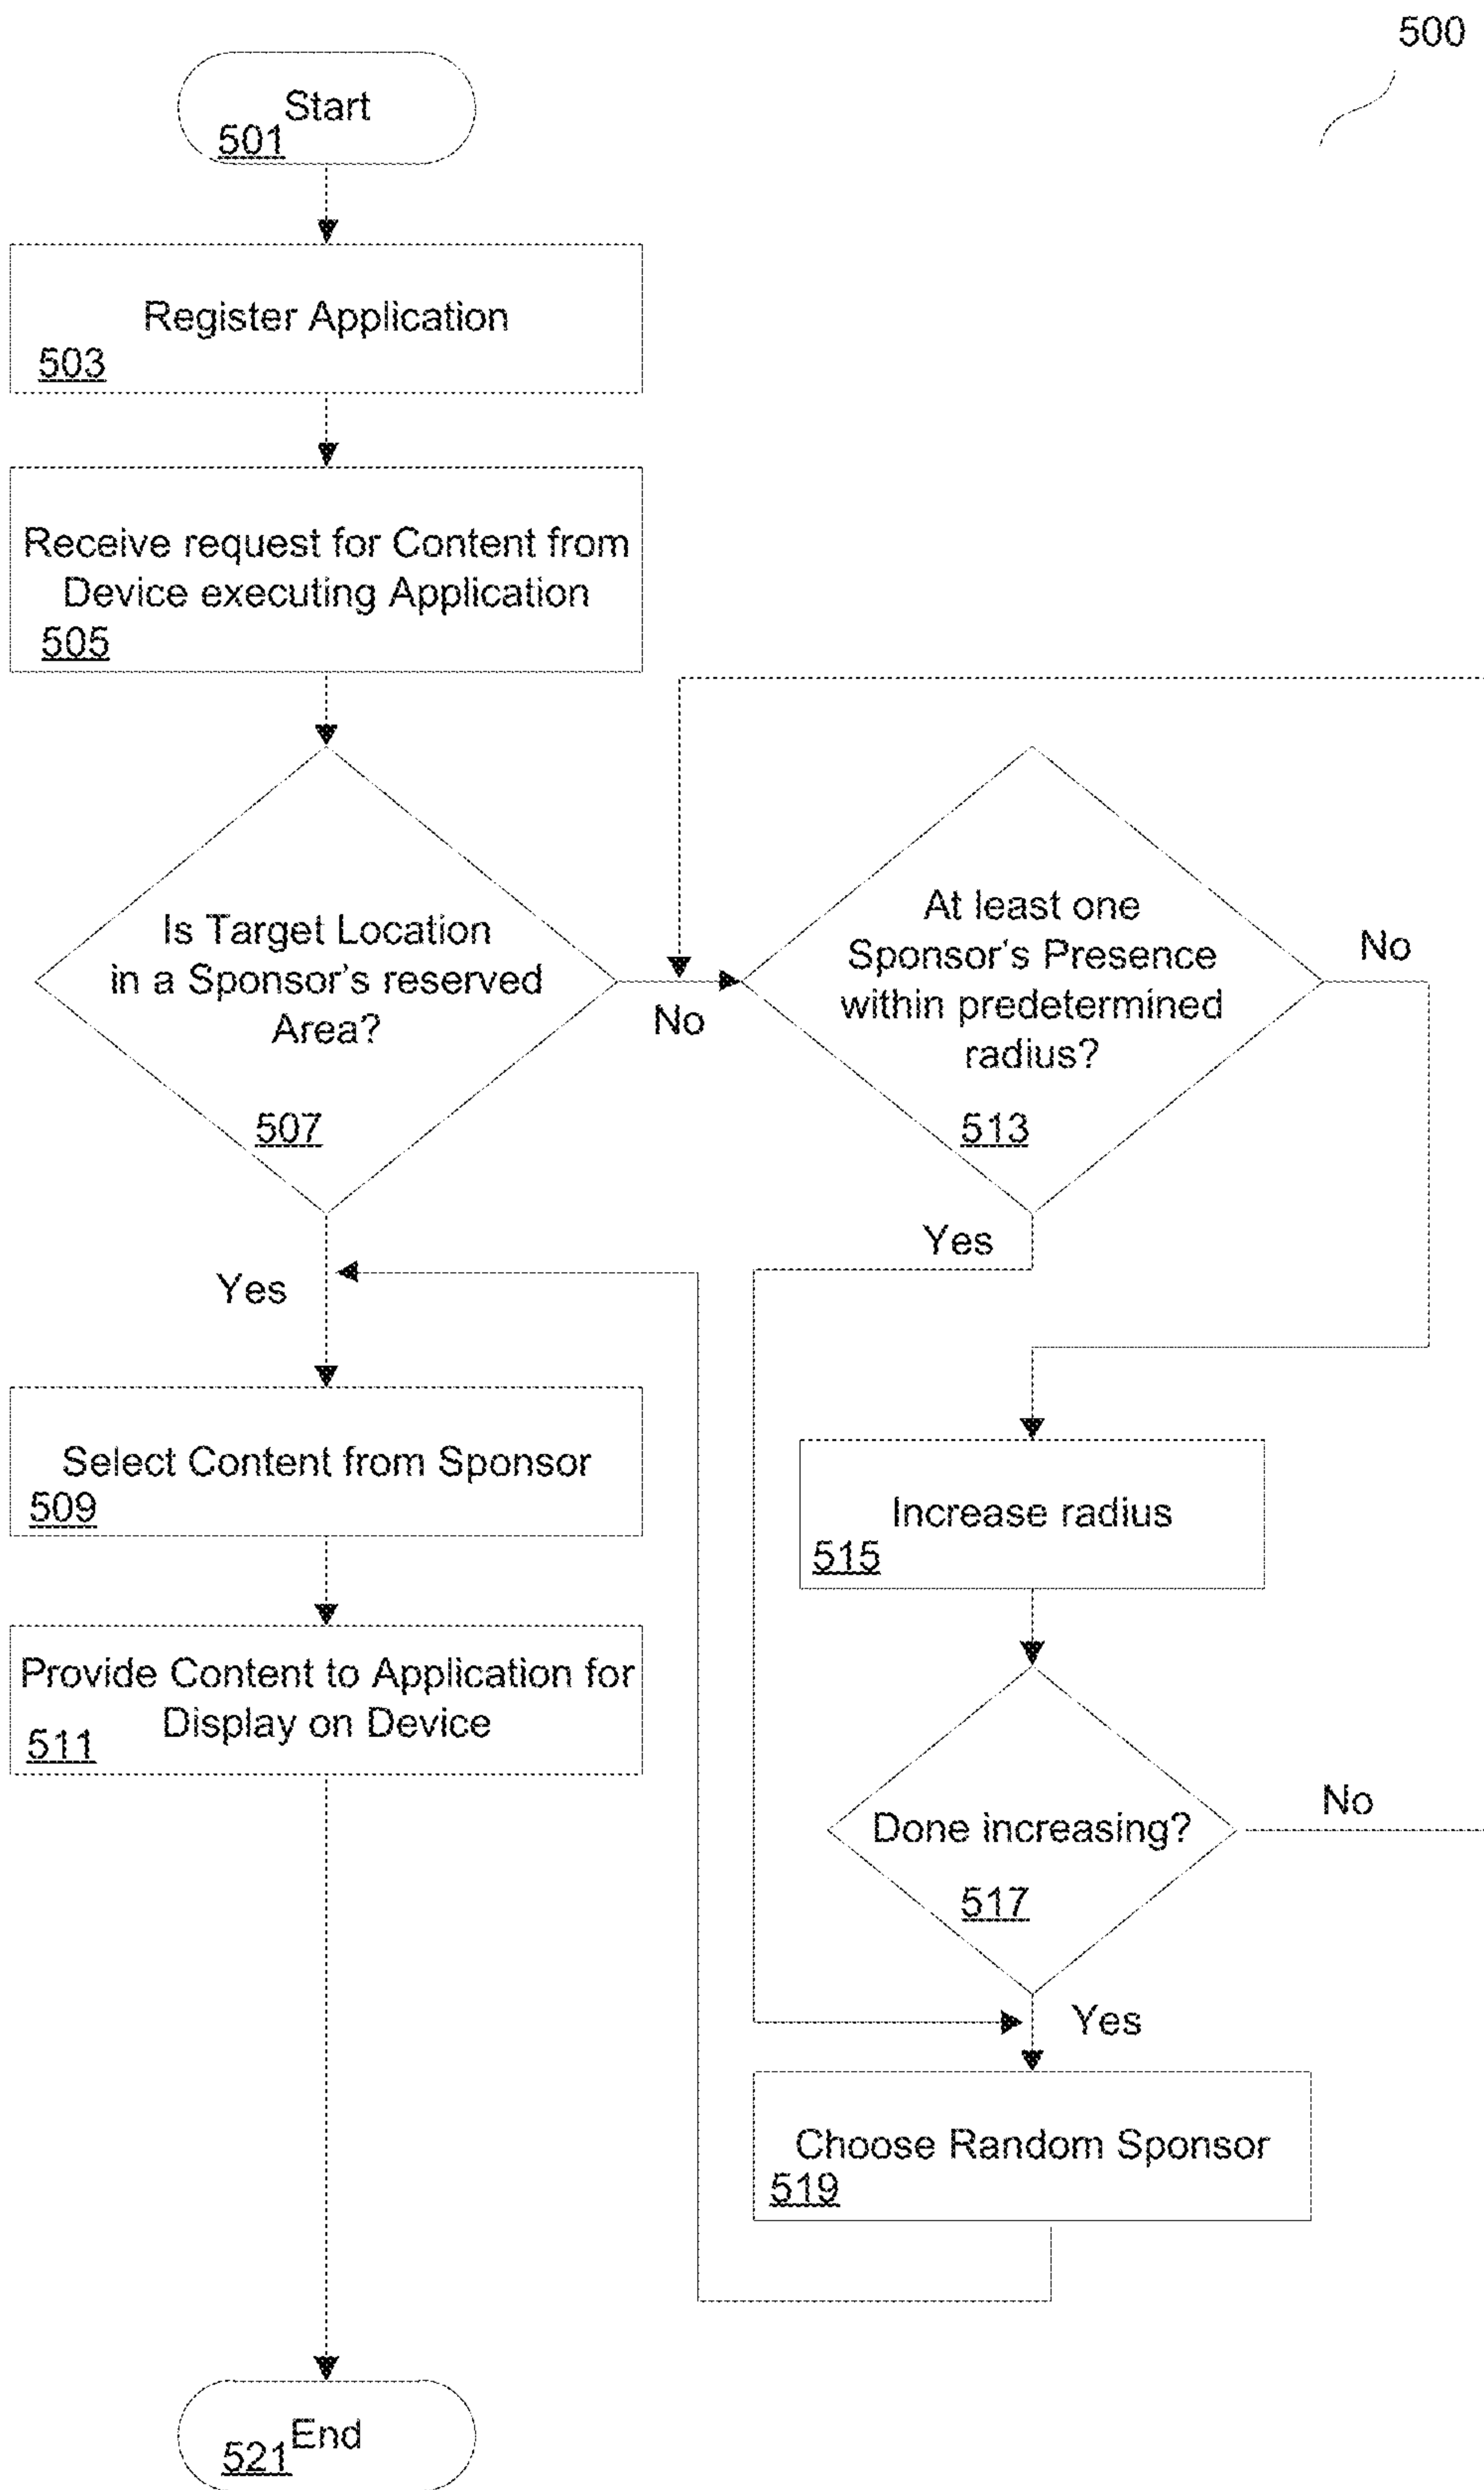 500
Start
501
Register Application
503
Receive request for Content from
Device executing Application
505
Is Target Location
in a Sponsor's reserved
Area?
507
No
At least one
Sponsor's Presence
within predetermined
radius?
513
No
Yes
Yes
Select Content from Sponsor
509
Increase radius
515
Provide Content to Application for
Display on Device
511
Done increasing?
517
No
Yes
Choose Random Sponsor
519
End
521